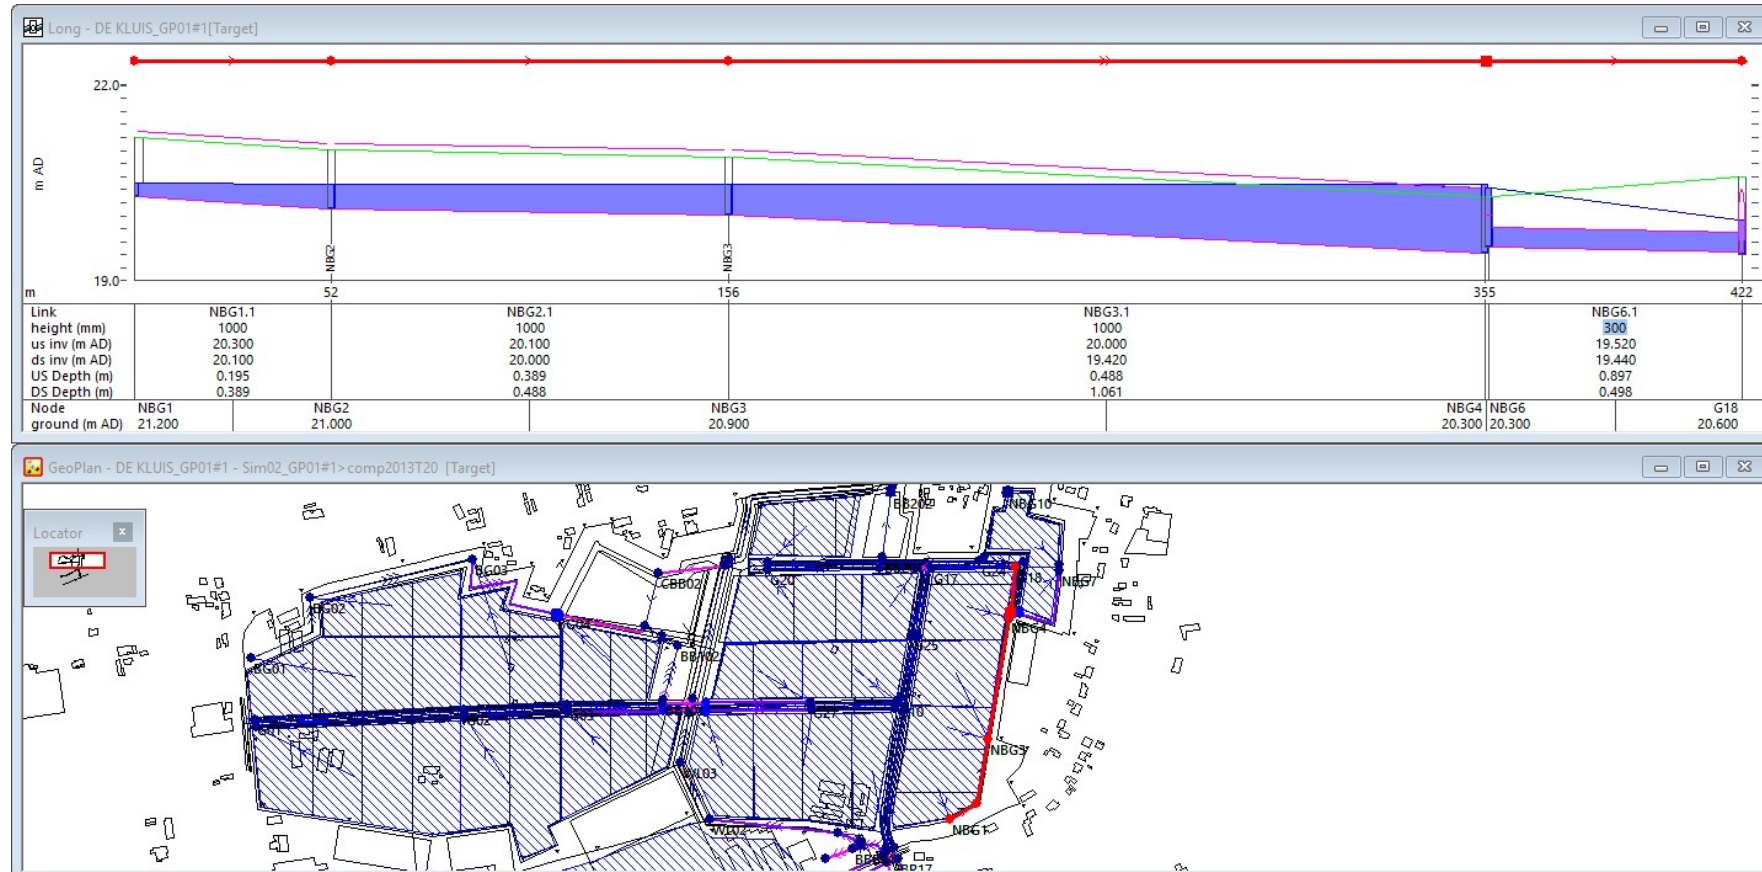 Long - DE KLUIS_GP01#1[Target]
22.0
m AD
19.0
NBG2
NBG3
m 52 156 355 422
Link NBG1.1 NBG2.1 NBG3.1 NBG6.1
height (mm) 1000 1000 1000 300
us inv (m AD) 20.300 20.100 20.000 19.520
ds inv (m AD) 20.100 20.000 19.420 19.440
US Depth (m) 0.195 0.389 0.488 0.897
DS Depth (m) 0.389 0.488 1.061 0.498
Node NBG1 NBG2 NBG3 NBG4 NBG6 G18
ground (m AD) 21.200 21.000 20.900 20.300 20.300 20.600
GeoPlan - DE KLUIS_GP01#1 - Sim02_GP01#1>comp2013T20 [Target]
Locator
BB202
NBG10
BG03
CBB02
G20
G17
G24
G18
NBG7
BG02
NBG4
BB102
G25
BG01
G01
G02
G03
G27
G10
NBG3
WL03
WL02
NBG1